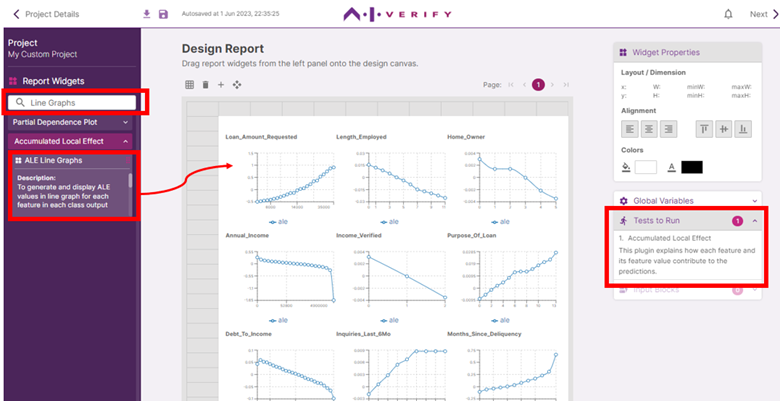 Project Details
Autosaved at 1 Jun 2023, 22:35:25
A.I. VERIFY
Next
Project
My Custom Project
Report Widgets
Line Graphs
Partial Dependence Plot
Accumulated Local Effect
ALE Line Graphs
Description:
To generate and display ALE
values in line graph for each
feature in each class output
Design Report
Drag report widgets from the left panel onto the design canvas.
Page:
1
Loan_Amount_Requested
ale
Length_Employed
ale
Home_Owner
ale
Annual_Income
ale
Income_Verified
ale
Purpose_Of_Loan
ale
Debt_To_Income
Inquiries_Last_6Mo
Months_Since_Deliquency
Widget Properties
Layout / Dimension
x: W: minW: maxW:
y: H: minH: maxH:
Alignment
Colors
A
Global Variables
Tests to Run
1
1. Accumulated Local Effect
This plugin explains how each feature and
its feature value contribute to the
predictions.
Input Blocks